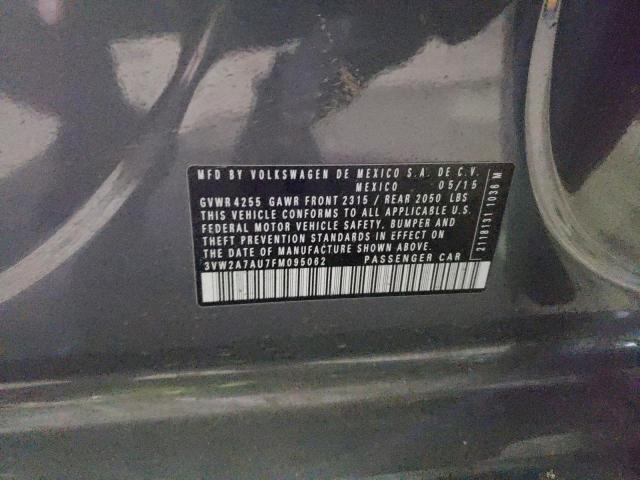 MFD BY VOLKSWAGEN DE MEXICO S.A. DE C.V.
MEXICO 05/15
GVWR 4255 GAWR FRONT 2315 / REAR 2050 LBS
THIS VEHICLE CONFORMS TO ALL APPLICABLE U.S.
FEDERAL MOTOR VEHICLE SAFETY, BUMPER AND
THEFT PREVENTION STANDARDS IN EFFECT ON
THE DATE OF MANUFACTURE SHOWN ABOVE.
3VW2A7AU7FM095062 PASSENGER CAR
2118131 1036 M